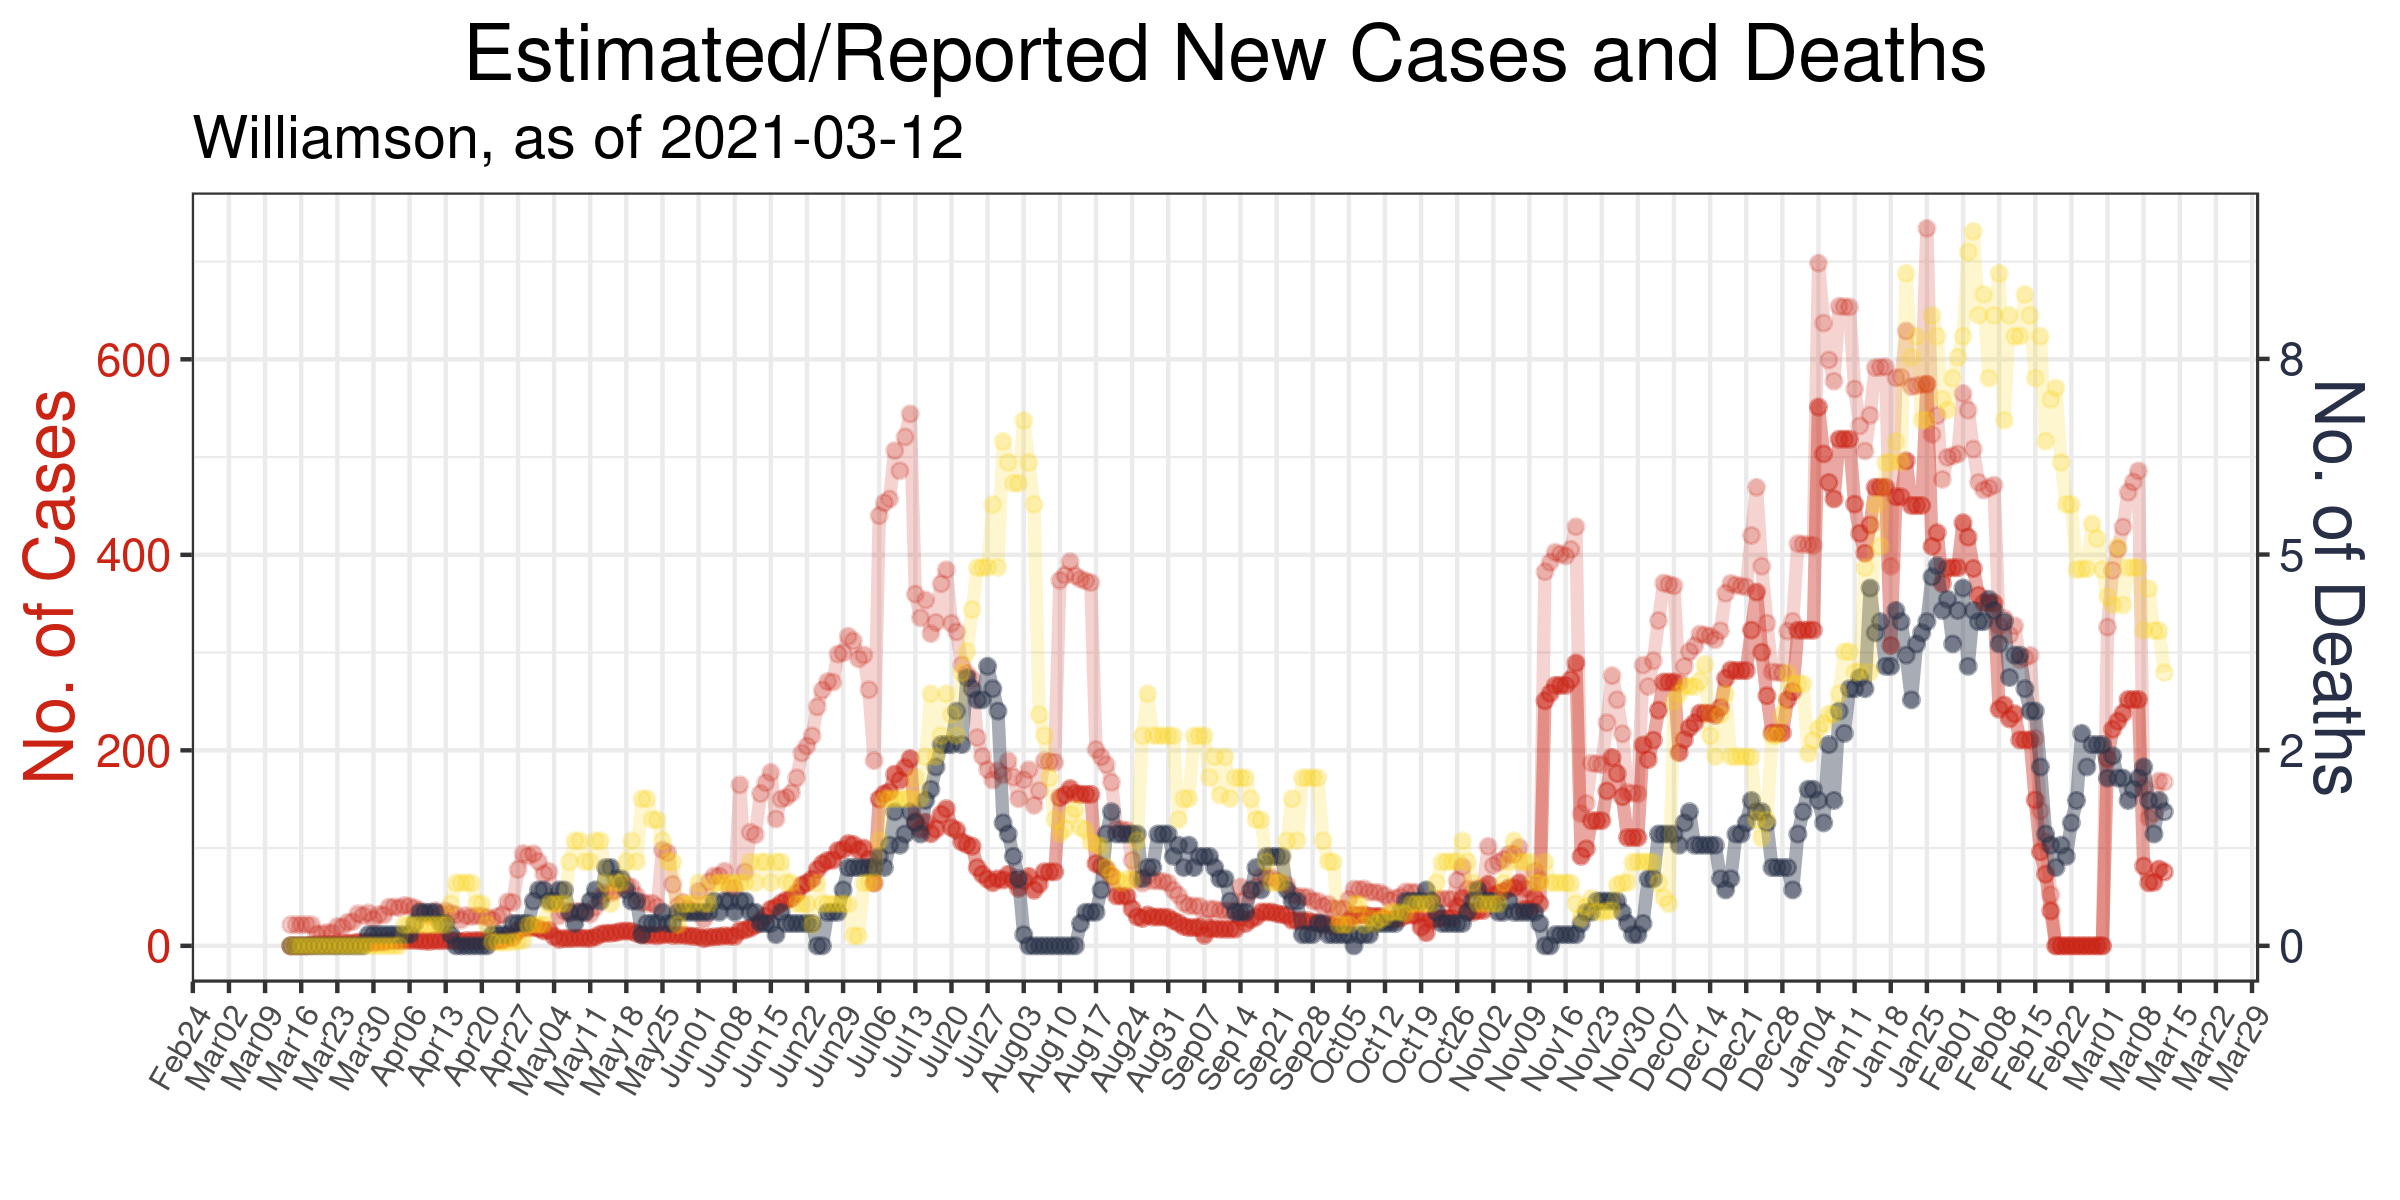 Estimated/Reported New Cases and Deaths
Williamson, as of 2021-03-12
No. of Cases
600
400
200
0
8
5
2
0
No. of Deaths
Feb24
Mar02
Mar09
Mar16
Mar23
Mar30
Apr06
Apr13
Apr20
Apr27
May04
May11
May18
May25
Jun01
Jun08
Jun15
Jun22
Jun29
Jul06
Jul13
Jul20
Jul27
Aug03
Aug10
Aug17
Aug24
Aug31
Sep07
Sep14
Sep21
Sep28
Oct05
Oct12
Oct19
Oct26
Nov02
Nov09
Nov16
Nov23
Nov30
Dec07
Dec14
Dec21
Dec28
Jan04
Jan11
Jan18
Jan25
Feb01
Feb08
Feb15
Feb22
Mar01
Mar08
Mar15
Mar22
Mar29